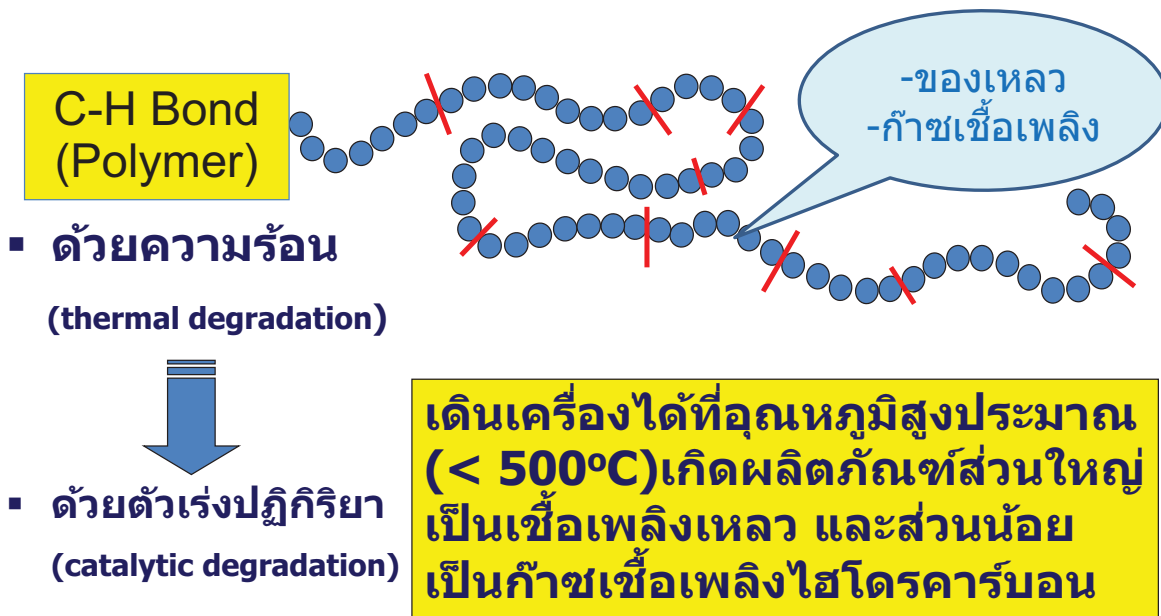 C-H Bond
(Polymer)
-ของเหลว
-ก๊าซเชื้อเพลิง
▪ ด้วยความร้อน
(thermal degradation)
▪ ด้วยตัวเร่งปฏิกิริยา
(catalytic degradation)
เดินเครื่องได้ที่อุณหภูมิสูงประมาณ
(< 500°C)เกิดผลิตภัณฑ์ส่วนใหญ่
เป็นเชื้อเพลิงเหลว และส่วนน้อย
เป็นก๊าซเชื้อเพลิงไฮโดรคาร์บอน